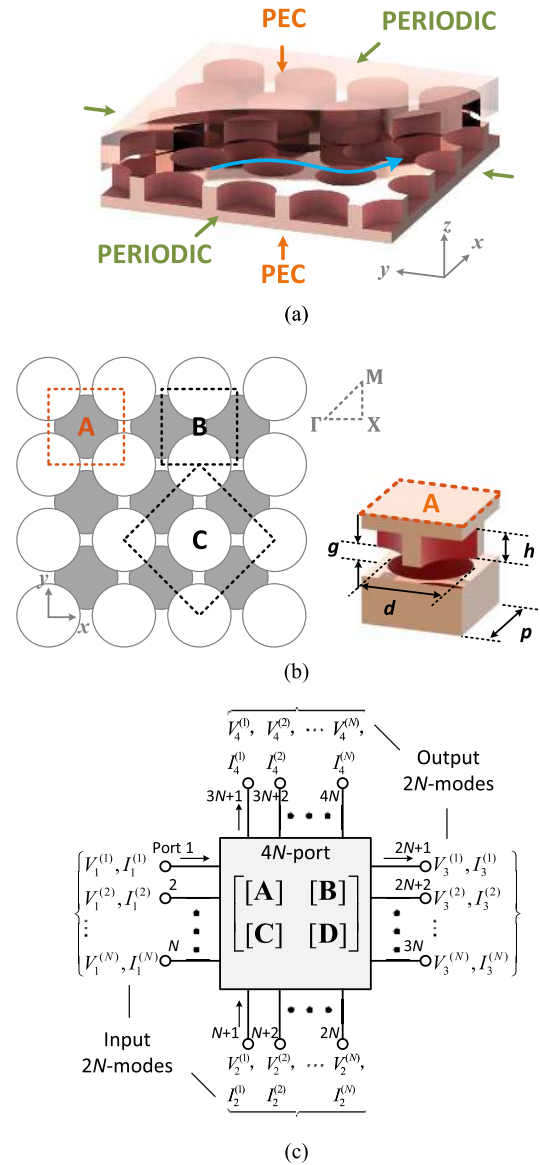 PEC
PERIODIC
PERIODIC
PEC
z
y
x
(a)
A
B
C
M
Γ
X
y
x
A
g
h
d
p
(b)
V₄⁽¹⁾, V₄⁽²⁾, ··· V₄⁽ᴺ⁾,
I₄⁽¹⁾ I₄⁽²⁾ I₄⁽ᴺ⁾
Output
2N-modes
3N+1 3N+2 4N
Port 1
4N-port
2N+1
V₁⁽¹⁾, I₁⁽¹⁾
V₃⁽¹⁾, I₃⁽¹⁾
2
2N+2
V₁⁽²⁾, I₁⁽²⁾
[A] [B]
V₃⁽²⁾, I₃⁽²⁾
⋮
[C] [D]
⋮
N
3N
V₁⁽ᴺ⁾, I₁⁽ᴺ⁾
V₃⁽ᴺ⁾, I₃⁽ᴺ⁾
N+1 N+2 2N
Input
2N-modes
V₂⁽¹⁾, V₂⁽²⁾, ··· V₂⁽ᴺ⁾,
I₂⁽¹⁾ I₂⁽²⁾ I₂⁽ᴺ⁾
(c)